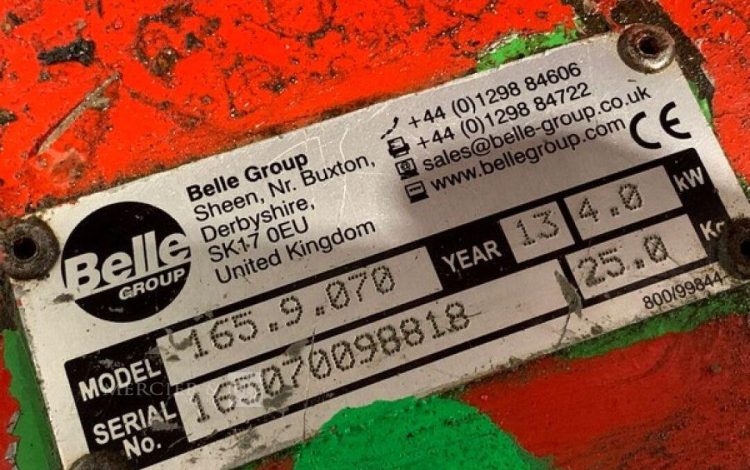 Belle
GROUP
Belle Group
Sheen, Nr. Buxton,
Derbyshire,
SK17 0EU
United Kingdom
+44 (0)1298 84606
+44 (0)1298 84722
sales@belle-group.co.uk
www.bellegroup.com
CE
MODEL 165.9.070 YEAR 13 4.0 kW
SERIAL No. 165070098818 25.0
800/99844